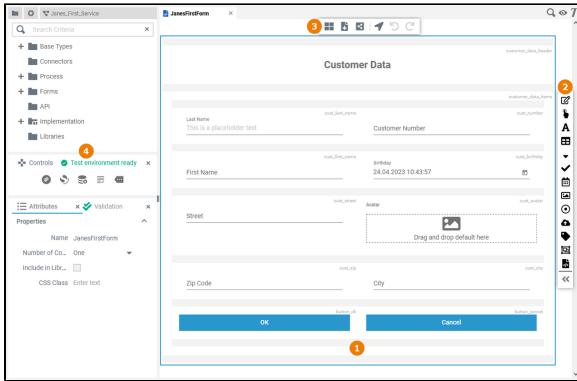 Janes_First_Service
JanesFirstForm
Search Criteria
Base Types
Connectors
Process
Forms
API
Implementation
Libraries
4
Controls Test environment ready
Attributes Validation
Properties
Name JanesFirstForm
Number of Co... One
Include in Libr...
CSS Class Enter text
3
customer_data_header
Customer Data
customer_data_items
cust_last_name cust_number
Last Name
This is a placeholder text Customer Number
cust_first_name cust_birthday
Birthday
First Name 24.04.2023 10:43:57
cust_street cust_avatar
Avatar
Street
Drag and drop default here
cust_zip cust_city
Zip Code City
button_ok button_cancel
OK Cancel
1
2
A